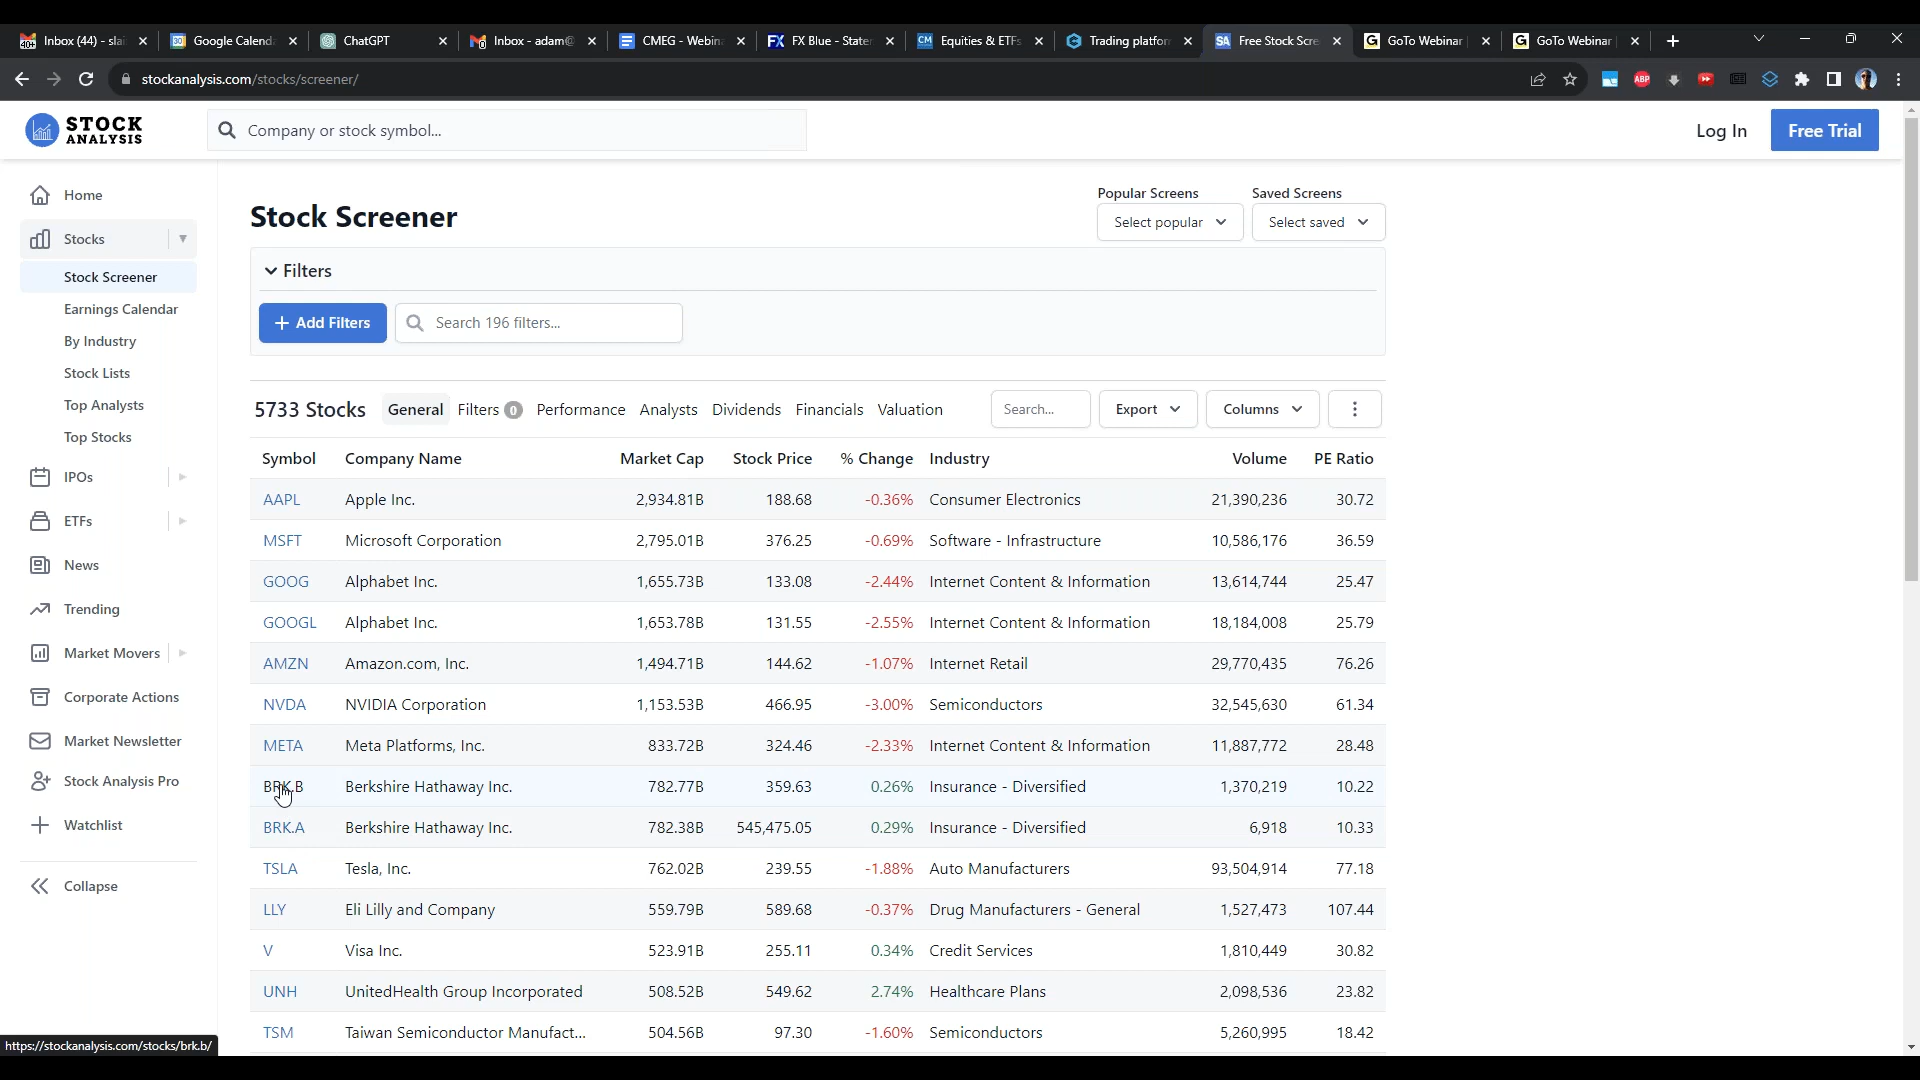 Inbox (44) - slai
Google Calend
ChatGPT
Inbox - adam@
CMEG - Webin
FX Blue - State
Equities & ETFs
Trading platfor
Free Stock Scre
GoTo Webinar
GoTo Webinar
stockanalysis.com/stocks/screener/
ABP
STOCK
ANALYSIS
Company or stock symbol...
Log In
Free Trial
Home
Stocks
Stock Screener
Earnings Calendar
By Industry
Stock Lists
Top Analysts
Top Stocks
IPOs
ETFs
News
Trending
Market Movers
Corporate Actions
Market Newsletter
Stock Analysis Pro
Watchlist
Collapse
Stock Screener
Popular Screens
Select popular
Saved Screens
Select saved
Filters
+ Add Filters
Search 196 filters...
5733 Stocks General Filters 0 Performance Analysts Dividends Financials Valuation Search... Export Columns
Symbol Company Name Market Cap Stock Price % Change Industry Volume PE Ratio
AAPL Apple Inc. 2,934.81B 188.68 -0.36% Consumer Electronics 21,390,236 30.72
MSFT Microsoft Corporation 2,795.01B 376.25 -0.69% Software - Infrastructure 10,586,176 36.59
GOOG Alphabet Inc. 1,655.73B 133.08 -2.44% Internet Content & Information 13,614,744 25.47
GOOGL Alphabet Inc. 1,653.78B 131.55 -2.55% Internet Content & Information 18,184,008 25.79
AMZN Amazon.com, Inc. 1,494.71B 144.62 -1.07% Internet Retail 29,770,435 76.26
NVDA NVIDIA Corporation 1,153.53B 466.95 -3.00% Semiconductors 32,545,630 61.34
META Meta Platforms, Inc. 833.72B 324.46 -2.33% Internet Content & Information 11,887,772 28.48
BRK.B Berkshire Hathaway Inc. 782.77B 359.63 0.26% Insurance - Diversified 1,370,219 10.22
BRK.A Berkshire Hathaway Inc. 782.38B 545,475.05 0.29% Insurance - Diversified 6,918 10.33
TSLA Tesla, Inc. 762.02B 239.55 -1.88% Auto Manufacturers 93,504,914 77.18
LLY Eli Lilly and Company 559.79B 589.68 -0.37% Drug Manufacturers - General 1,527,473 107.44
V Visa Inc. 523.91B 255.11 0.34% Credit Services 1,810,449 30.82
UNH UnitedHealth Group Incorporated 508.52B 549.62 2.74% Healthcare Plans 2,098,536 23.82
TSM Taiwan Semiconductor Manufact... 504.56B 97.30 -1.60% Semiconductors 5,260,995 18.42
https://stockanalysis.com/stocks/brk.b/